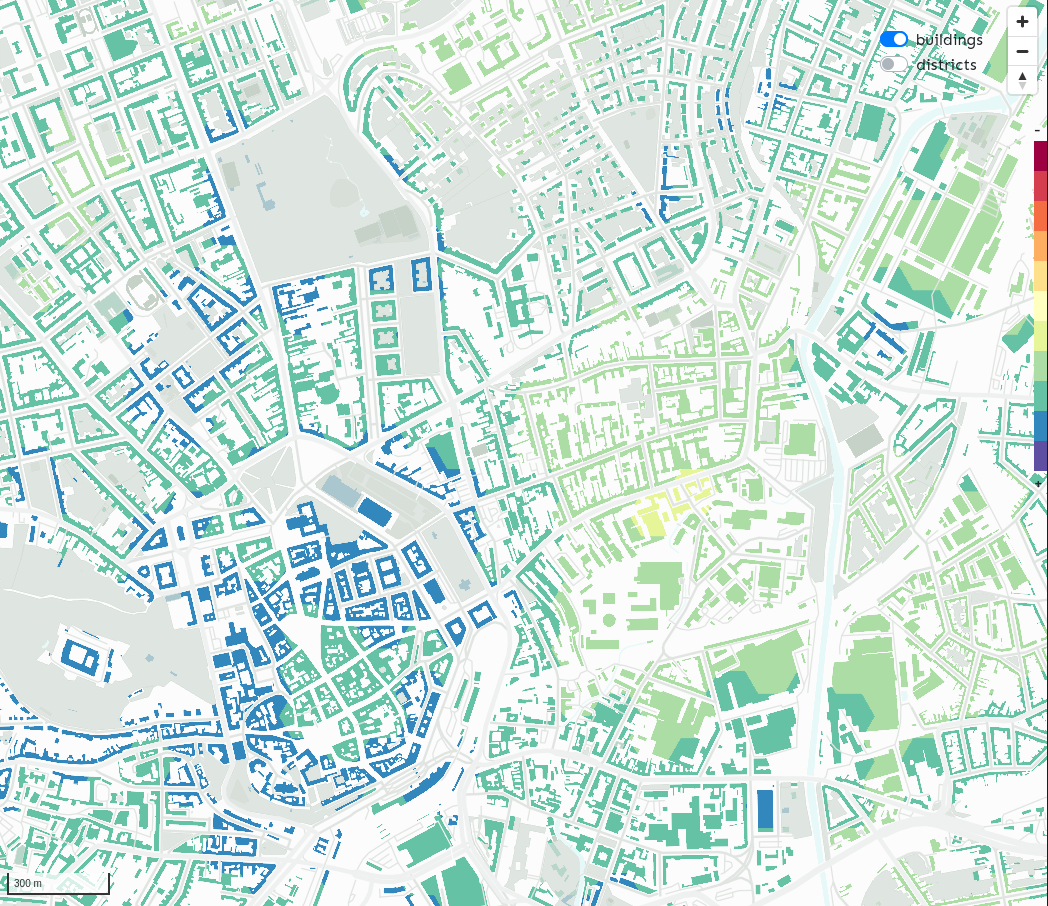 +
buildings
−
districts
-
+
300 m